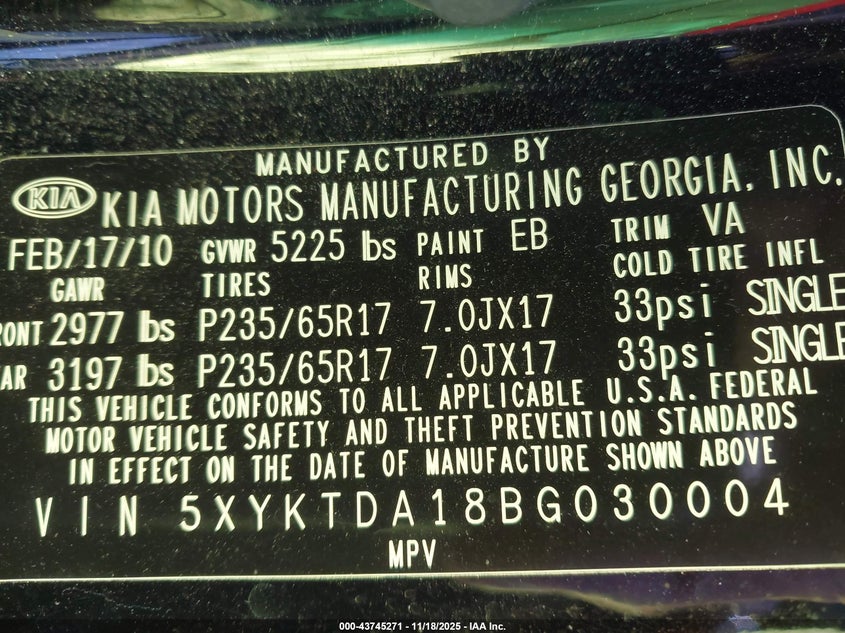 MANUFACTURED BY
KIA KIA MOTORS MANUFACTURING GEORGIA, INC.
FEB/17/10 GVWR 5225 lbs PAINT EB TRIM VA
GAWR TIRES RIMS COLD TIRE INFL
RONT 2977 lbs P235/65R17 7.0JX17 33psi SINGLE
AR 3197 lbs P235/65R17 7.0JX17 33psi SINGLE
THIS VEHICLE CONFORMS TO ALL APPLICABLE U.S.A. FEDERAL
MOTOR VEHICLE SAFETY AND THEFT PREVENTION STANDARDS
IN EFFECT ON THE DATE OF MANUFACTURE SHOWN ABOVE
VIN 5XYKTDA18BG030004
MPV
000-43745271 - 11/18/2025 - IAA Inc.